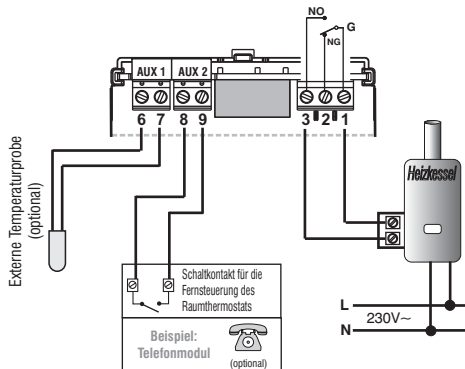 NO
G
NG
AUX 1 AUX 2
6 7 8 9 3 2 1
Externe Temperaturprobe
(optional)
Heizkessel
Schaltkontakt für die
Fernsteuerung des
Raumthermostats
Beispiel:
Telefonmodul
(optional)
L
230V~
N